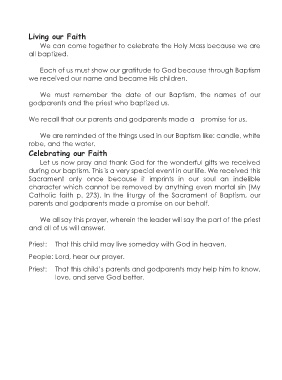 Living our Faith
We can come together to celebrate the Holy Mass because we are
all baptized.
Each of us must show our gratitude to God because through Baptism
we received our name and became His children.
We must remember the date of our Baptism, the names of our
godparents and the priest who baptized us.
We recall that our parents and godparents made a promise for us.
We are reminded of the things used in our Baptism like: candle, white
robe, and the water.
Celebrating our Faith
Let us now pray and thank God for the wonderful gifts we received
during our baptism. This is a very special event in our life. We received this
Sacrament only once because it imprints in our soul an indelible
character which cannot be removed by anything even mortal sin (My
Catholic faith p. 273). In the liturgy of the Sacrament of Baptism, our
parents and godparents made a promise on our behalf.
We all say this prayer, wherein the leader will say the part of the priest
and all of us will answer.
Priest: That this child may live someday with God in heaven.
People: Lord, hear our prayer.
Priest: That this child's parents and godparents may help him to know,
love, and serve God better.